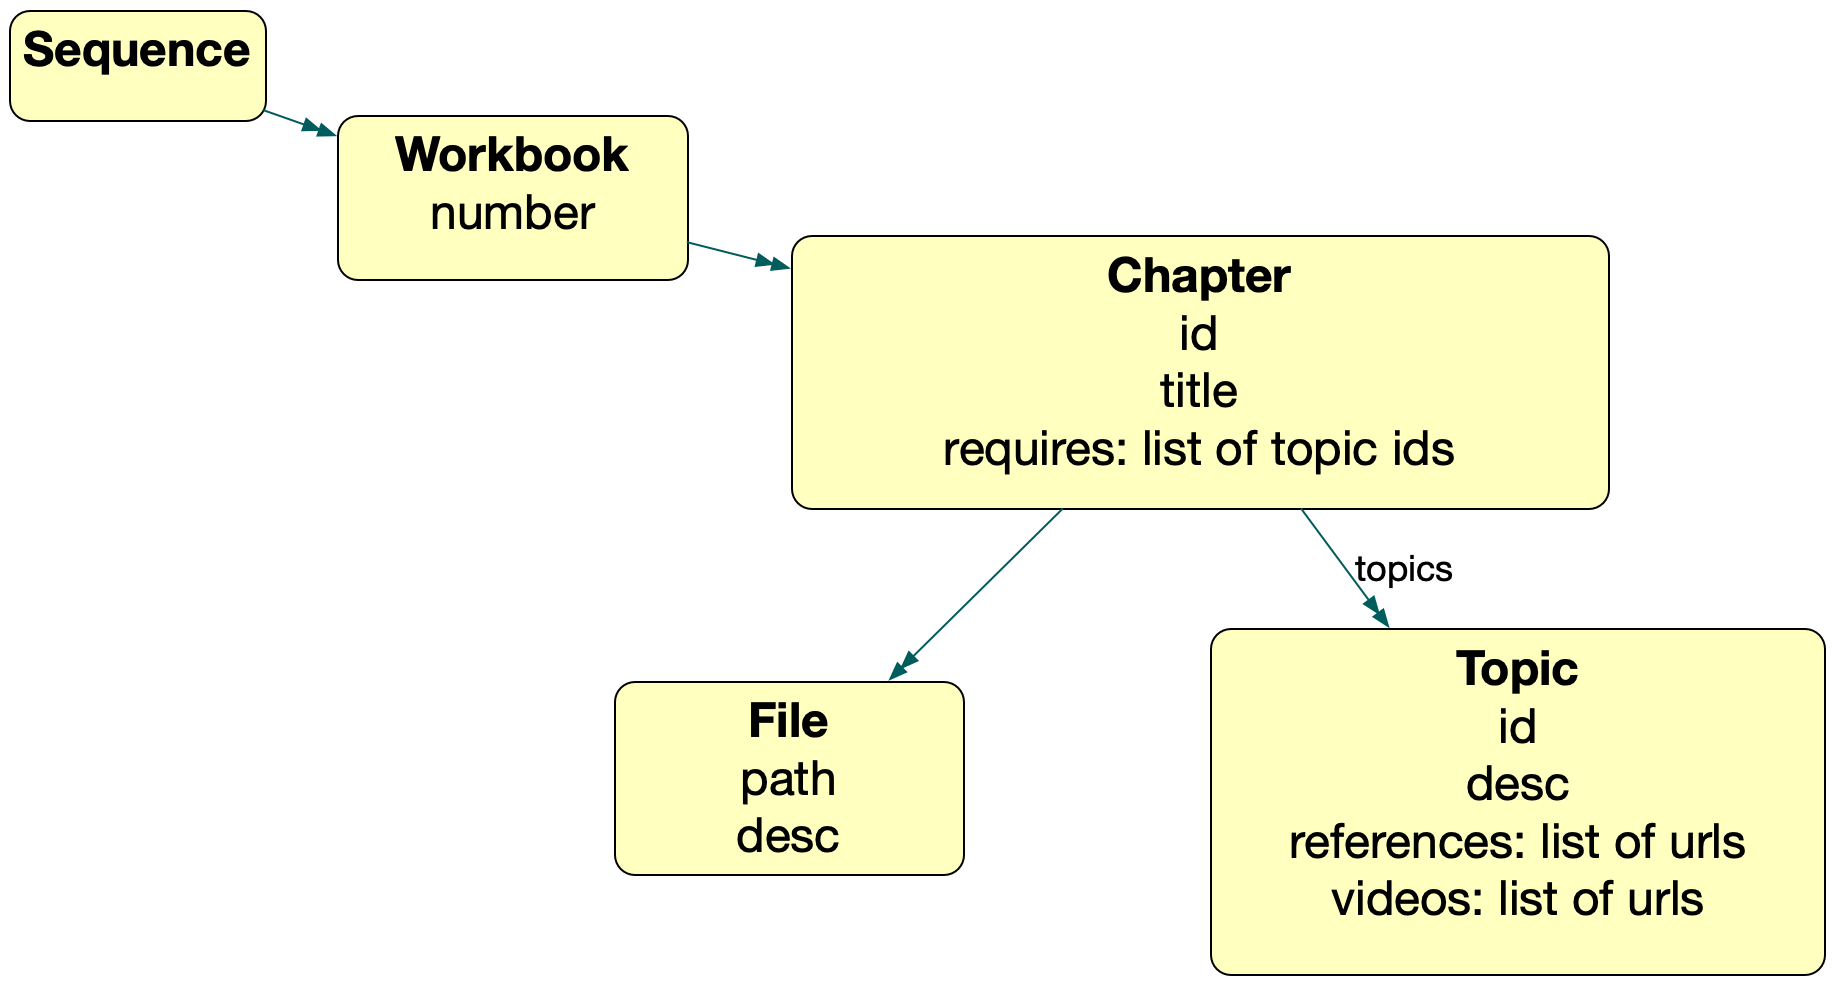 Sequence
Workbook
number
Chapter
id
title
requires: list of topic ids
topics
File
path
desc
Topic
id
desc
references: list of urls
videos: list of urls